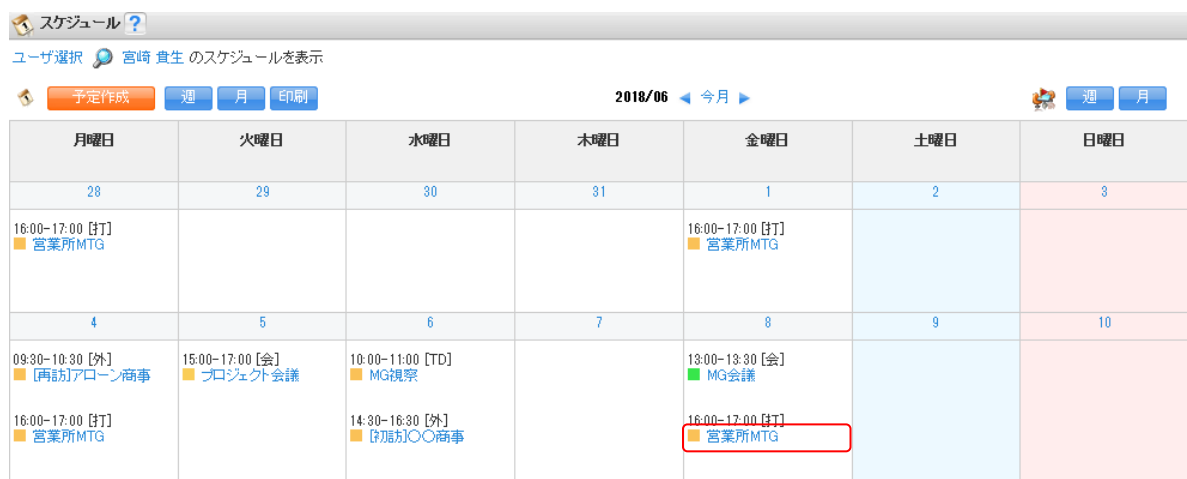 スケジュール ?
ユーザ選択 宮崎 貴生 のスケジュールを表示
予定作成 週 月 印刷 2018/06 ◀ 今月 ▶ 週 月
月曜日 火曜日 水曜日 木曜日 金曜日 土曜日 日曜日
28 29 30 31 1 2 3
16:00-17:00 [打] 16:00-17:00 [打]
営業所MTG 営業所MTG
4 5 6 7 8 9 10
09:30-10:30 [外] 15:00-17:00 [会] 10:00-11:00 [TD] 13:00-13:30 [会]
[再訪]アローン商事 プロジェクト会議 MG視察 MG会議
16:00-17:00 [打] 14:30-16:30 [外] 16:00-17:00 [打]
営業所MTG [初訪]〇〇商事 営業所MTG